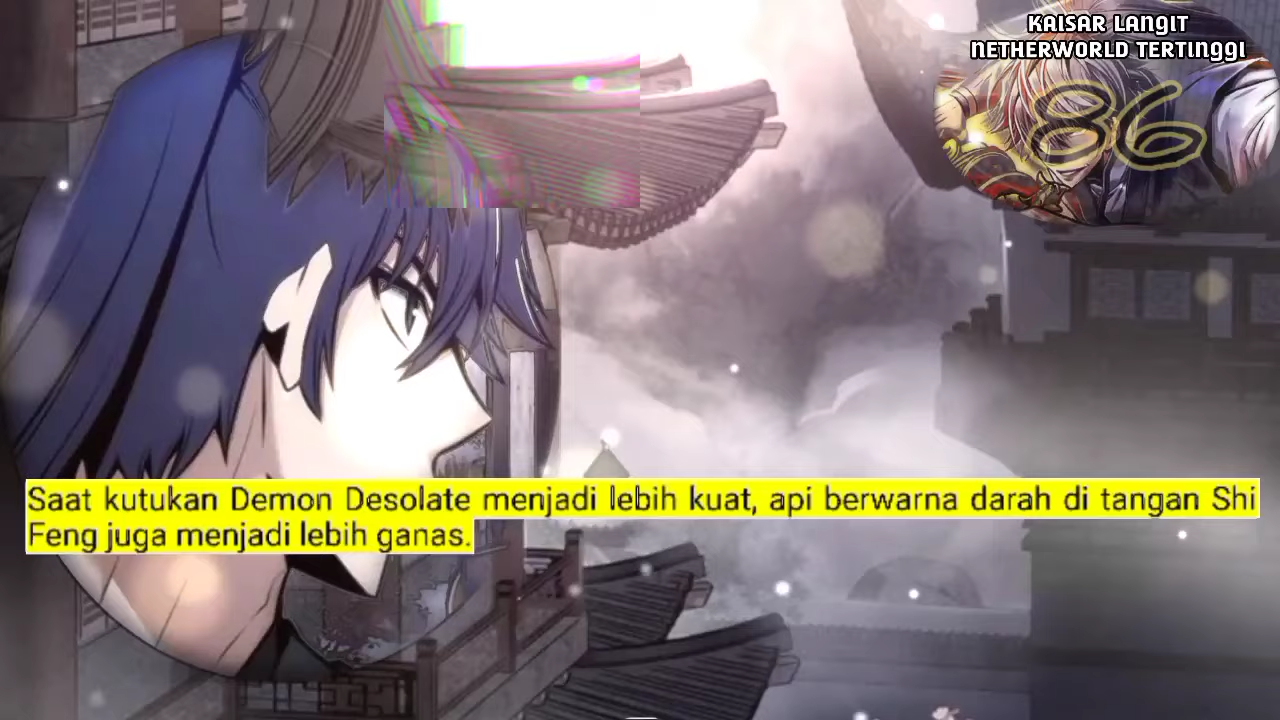 KAISAR LANGIT
NETHERWORLD TERTINGGI
86
Saat kutukan Demon Desolate menjadi lebih kuat, api berwarna darah di tangan Shi
Feng juga menjadi lebih ganas.